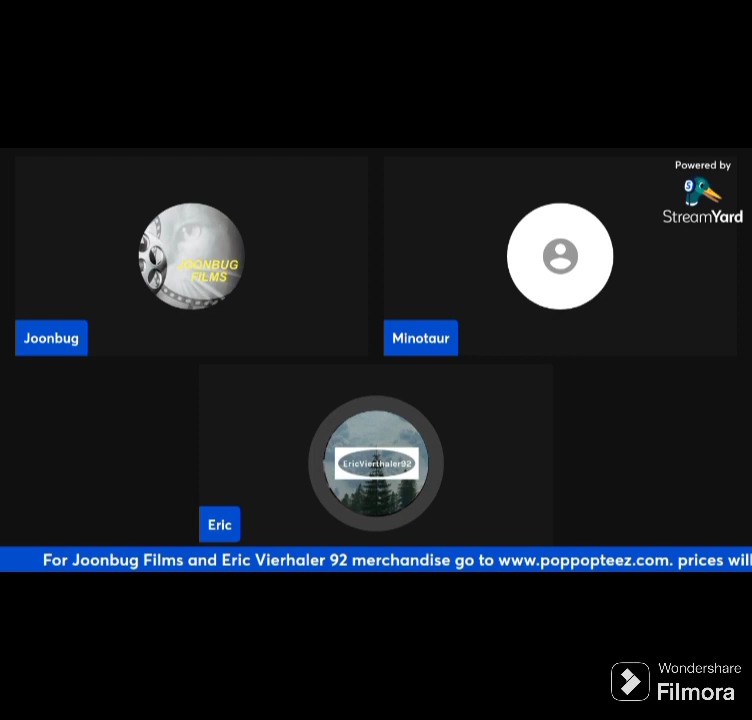 Powered by
StreamYard
JOONBUG
FILMS
Joonbug
Minotaur
EricVierthaler92
Eric
For Joonbug Films and Eric Vierhaler 92 merchandise go to www.poppopteez.com. prices will
Wondershare
Filmora